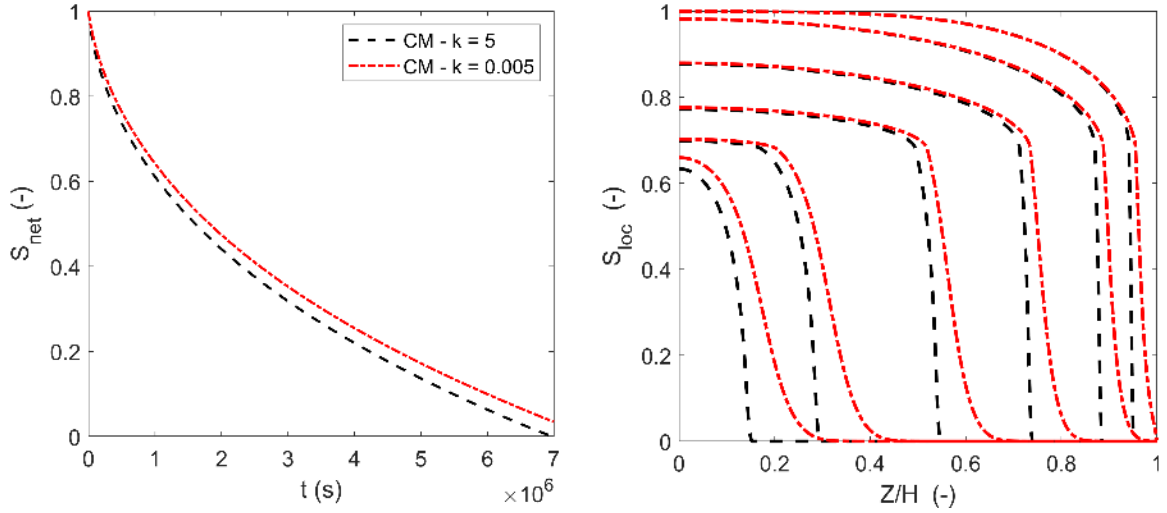 1
0.8
0.6
0.4
0.2
0
S_net (-)
0 1 2 3 4 5 6 7
t (s)
×10^6
CM - k = 5
CM - k = 0.005
1
0.8
0.6
0.4
0.2
0
S_loc (-)
0 0.2 0.4 0.6 0.8 1
Z/H (-)